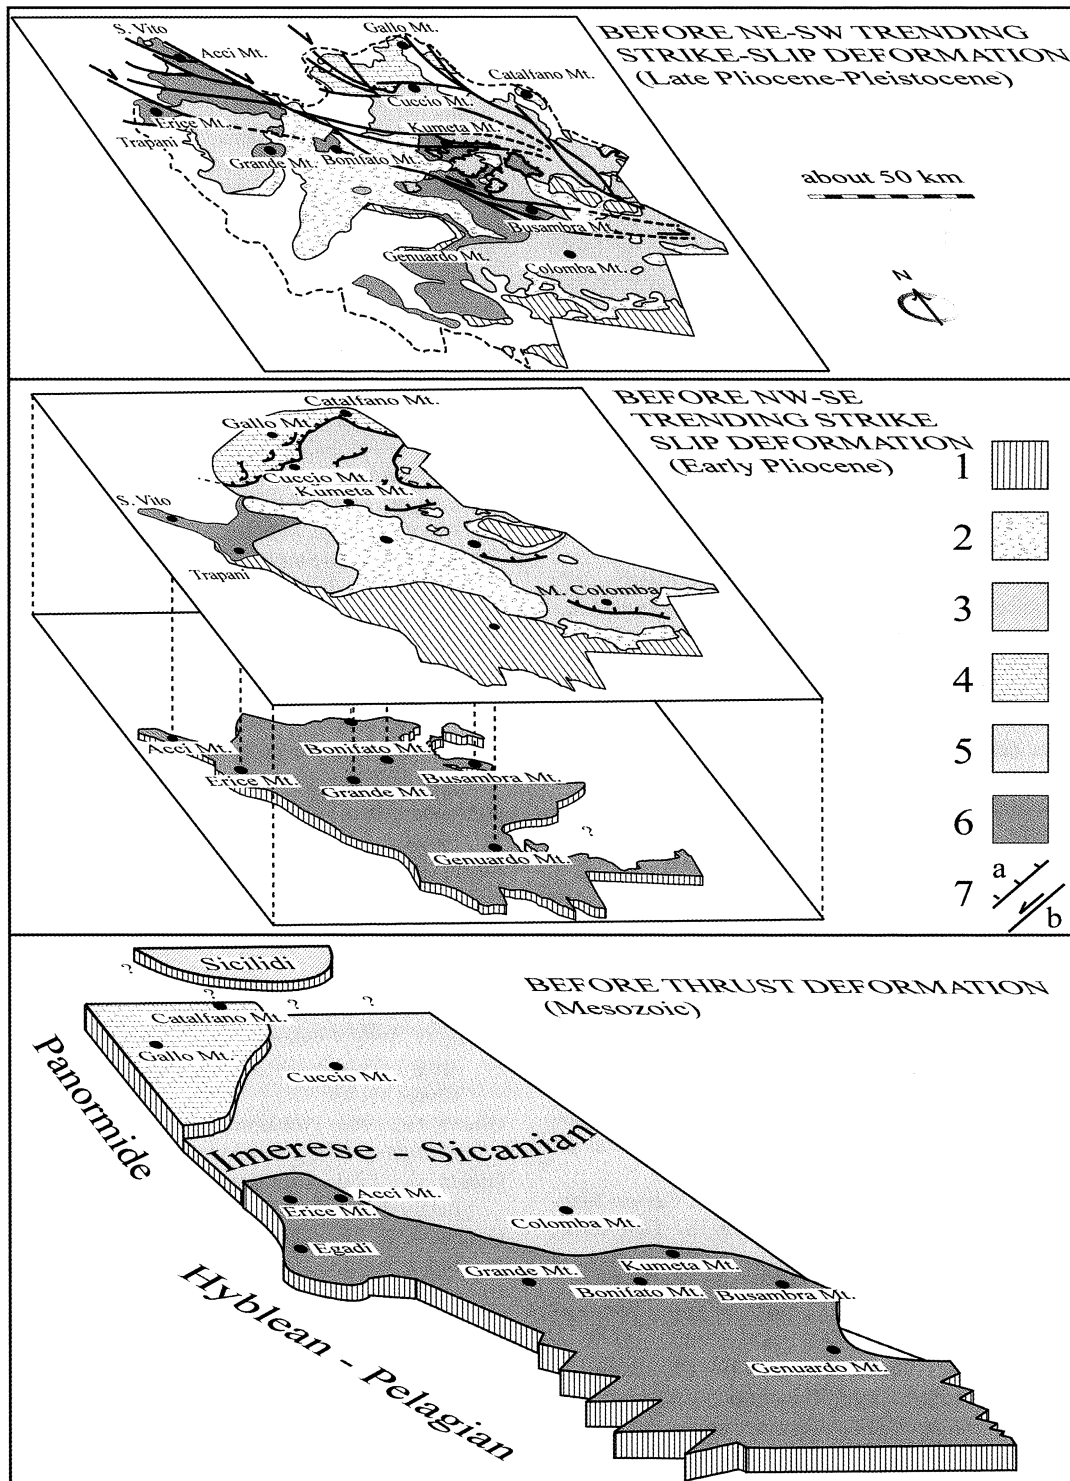 BEFORE NE-SW TRENDING
STRIKE-SLIP DEFORMATION
(Late Pliocene-Pleistocene)
S. Vito
Acci Mt.
Gallo Mt.
Catalfano Mt.
Cuccio Mt.
Erice Mt.
Kumeta Mt.
Trapani
Grande Mt.
Bonifato Mt.
about 50 km
Busambra Mt.
Genuardo Mt.
Colomba Mt.
N
BEFORE NW-SE
TRENDING STRIKE
SLIP DEFORMATION
(Early Pliocene)
Catalfano Mt.
Gallo Mt.
Cuccio Mt.
Kumeta Mt.
S. Vito
Trapani
M. Colomba
Acci Mt.
Bonifato Mt.
Erice Mt.
Grande Mt.
Busambra Mt.
?
Genuardo Mt.
1
2
3
4
5
6
7
a
b
BEFORE THRUST DEFORMATION
(Mesozoic)
Sicilidi
?
?
?
?
Catalfano Mt.
Gallo Mt.
Cuccio Mt.
Panormide
Imerese - Sicanian
Acci Mt.
Erice Mt.
Colomba Mt.
Egadi
Kumeta Mt.
Grande Mt.
Bonifato Mt.
Busambra Mt.
Hyblean - Pelagian
Genuardo Mt.